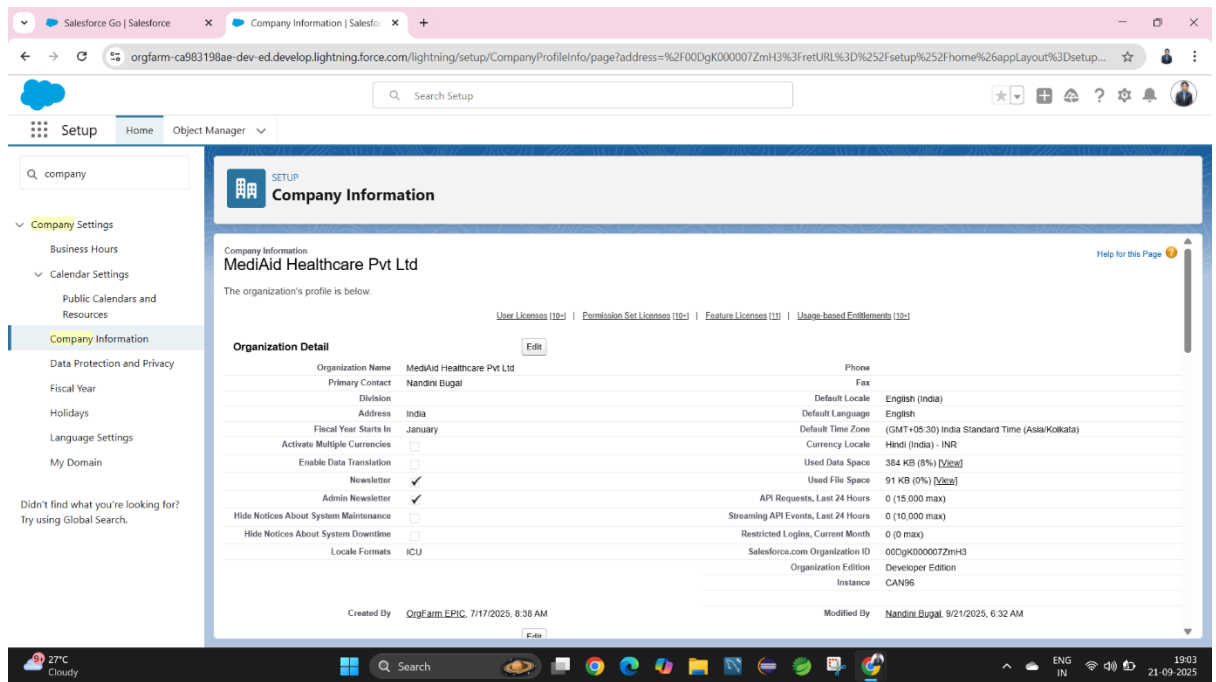 Salesforce Go | Salesforce
Company Information | Salesfor
orgfarm-ca983198ae-dev-ed.develop.lightning.force.com/lightning/setup/CompanyProfileInfo/page?address=%2F00DgK000007ZmH3%3FretURL%3D%252Fsetup%252Fhome%26appLayout%3Dsetup...
Search Setup
Setup
Home
Object Manager
company
SETUP
Company Information
Company Settings
Business Hours
Calendar Settings
Public Calendars and
Resources
Company Information
Data Protection and Privacy
Fiscal Year
Holidays
Language Settings
My Domain
Didn't find what you're looking for?
Try using Global Search.
Company Information
MediAid Healthcare Pvt Ltd
Help for this Page
The organization's profile is below.
User Licenses [10+] | Permission Set Licenses [10+] | Feature Licenses [11] | Usage-based Entitlements [10+]
Organization Detail Edit
Organization Name MediAid Healthcare Pvt Ltd Phone
Primary Contact Nandini Bugal Fax
Division Default Locale English (India)
Address India Default Language English
Fiscal Year Starts In January Default Time Zone (GMT+05:30) India Standard Time (Asia/Kolkata)
Activate Multiple Currencies Currency Locale Hindi (India) - INR
Enable Data Translation Used Data Space 384 KB (8%) [View]
Newsletter ✓ Used File Space 91 KB (0%) [View]
Admin Newsletter ✓ API Requests, Last 24 Hours 0 (15,000 max)
Hide Notices About System Maintenance Streaming API Events, Last 24 Hours 0 (10,000 max)
Hide Notices About System Downtime Restricted Logins, Current Month 0 (0 max)
Locale Formats ICU Salesforce.com Organization ID 00DgK000007ZmH3
Organization Edition Developer Edition
Instance CAN96
Created By OrgFarm EPIC, 7/17/2025, 8:38 AM Modified By Nandini Bugal, 9/21/2025, 6:32 AM
Edit
9+
27°C
Cloudy
Search
ENG
IN
19:03
21-09-2025